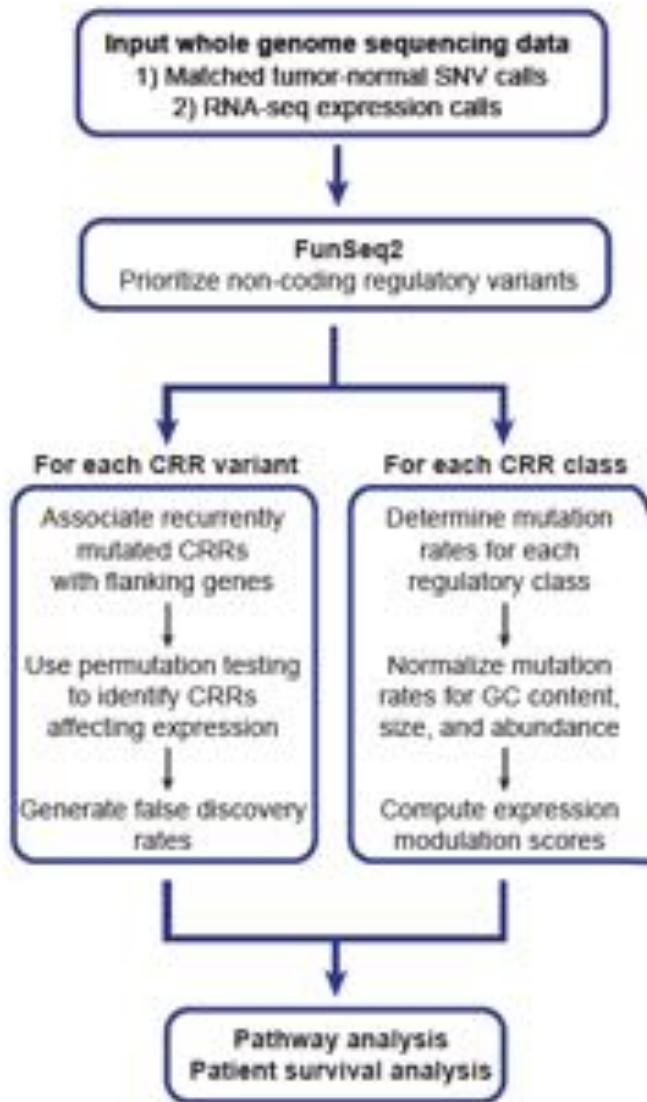 Input whole genome sequencing data
1) Matched tumor-normal SNV calls
2) RNA-seq expression calls
FunSeq2
Prioritize non-coding regulatory variants
For each CRR variant
Associate recurrently
mutated CRRs
with flanking genes
Use permutation testing
to identify CRRs
affecting expression
Generate false discovery
rates
For each CRR class
Determine mutation
rates for each
regulatory class
Normalize mutation
rates for GC content,
size, and abundance
Compute expression
modulation scores
Pathway analysis
Patient survival analysis